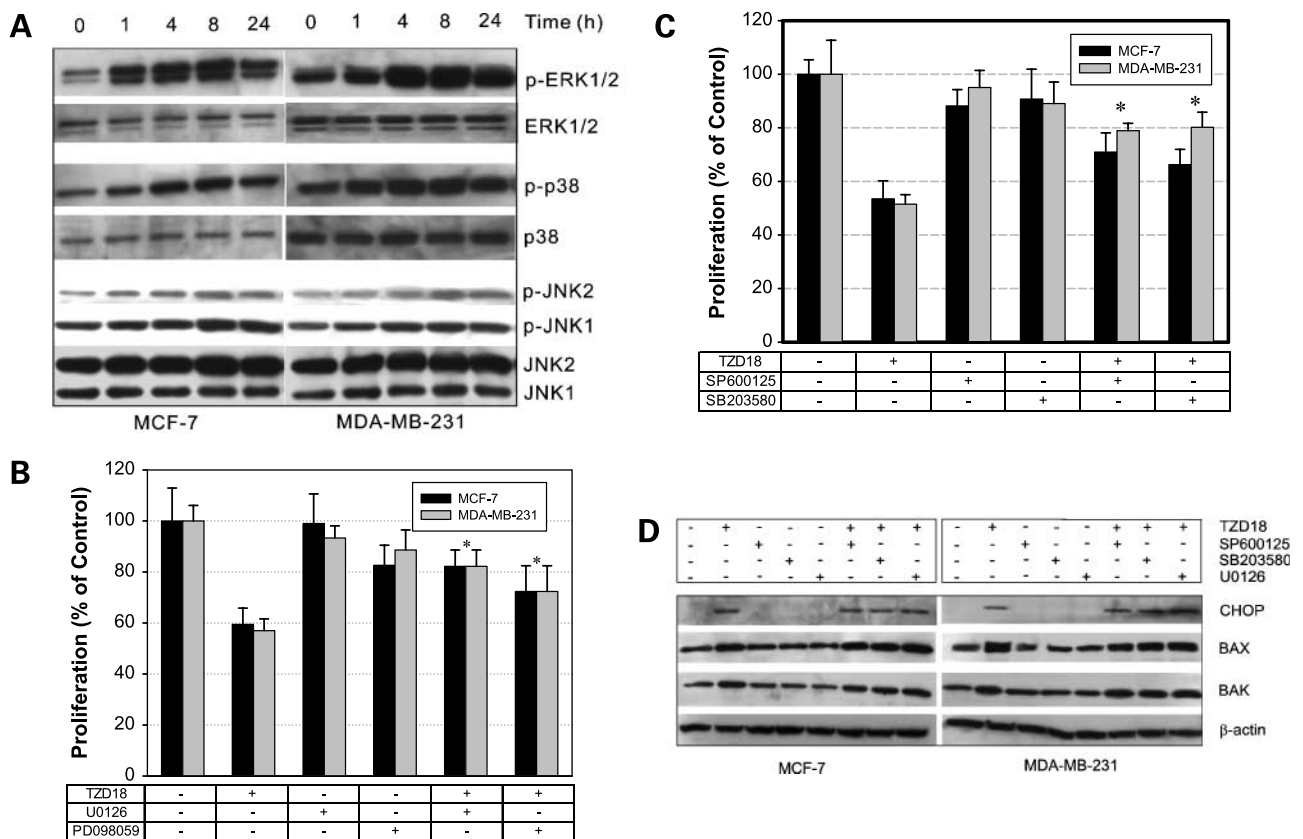 A
0 1 4 8 24 0 1 4 8 24 Time (h)
p-ERK1/2
ERK1/2
p-p38
p38
p-JNK2
p-JNK1
JNK2
JNK1
MCF-7 MDA-MB-231
B
Proliferation (% of Control)
120
100
80
60
40
20
0
MCF-7
MDA-MB-231
* *
TZD18 - + - - + +
U0126 - - + - + -
PD098059 - - - + - +
C
Proliferation (% of Control)
120
100
80
60
40
20
0
MCF-7
MDA-MB-231
* *
TZD18 - + - - + +
SP600125 - - + - + -
SB203580 - - - + - +
D
- + - - - + + + - + - - - + + + TZD18
- - + - - + - - - - + - - + - - SP600125
- - - + - - + - - - - + - - + - SB203580
- - - - + - - + - - - - + - - + U0126
CHOP
BAX
BAK
β-actin
MCF-7 MDA-MB-231